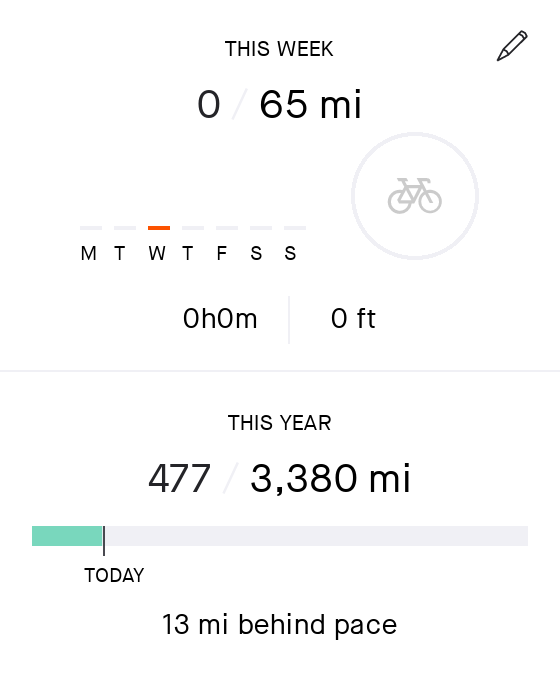 THIS WEEK
0 / 65 mi
M T W T F S S
0h0m 0 ft
THIS YEAR
477 / 3,380 mi
TODAY
13 mi behind pace